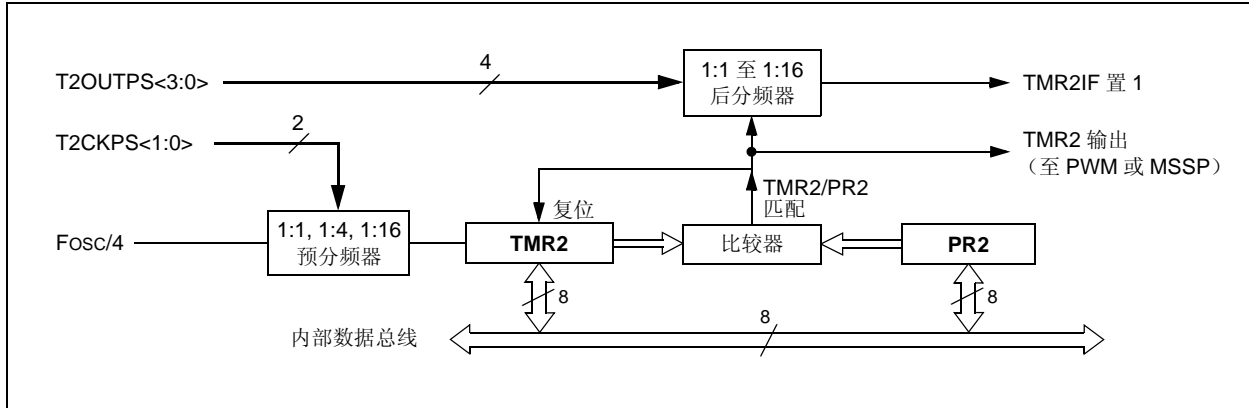 T2OUTPS<3:0>
4
1:1 至 1:16
后分频器
TMR2IF 置 1
T2CKPS<1:0>
2
TMR2 输出
（至 PWM 或 MSSP）
TMR2/PR2
匹配
复位
FOSC/4
1:1, 1:4, 1:16
预分频器
TMR2
比较器
PR2
8
8
内部数据总线
8